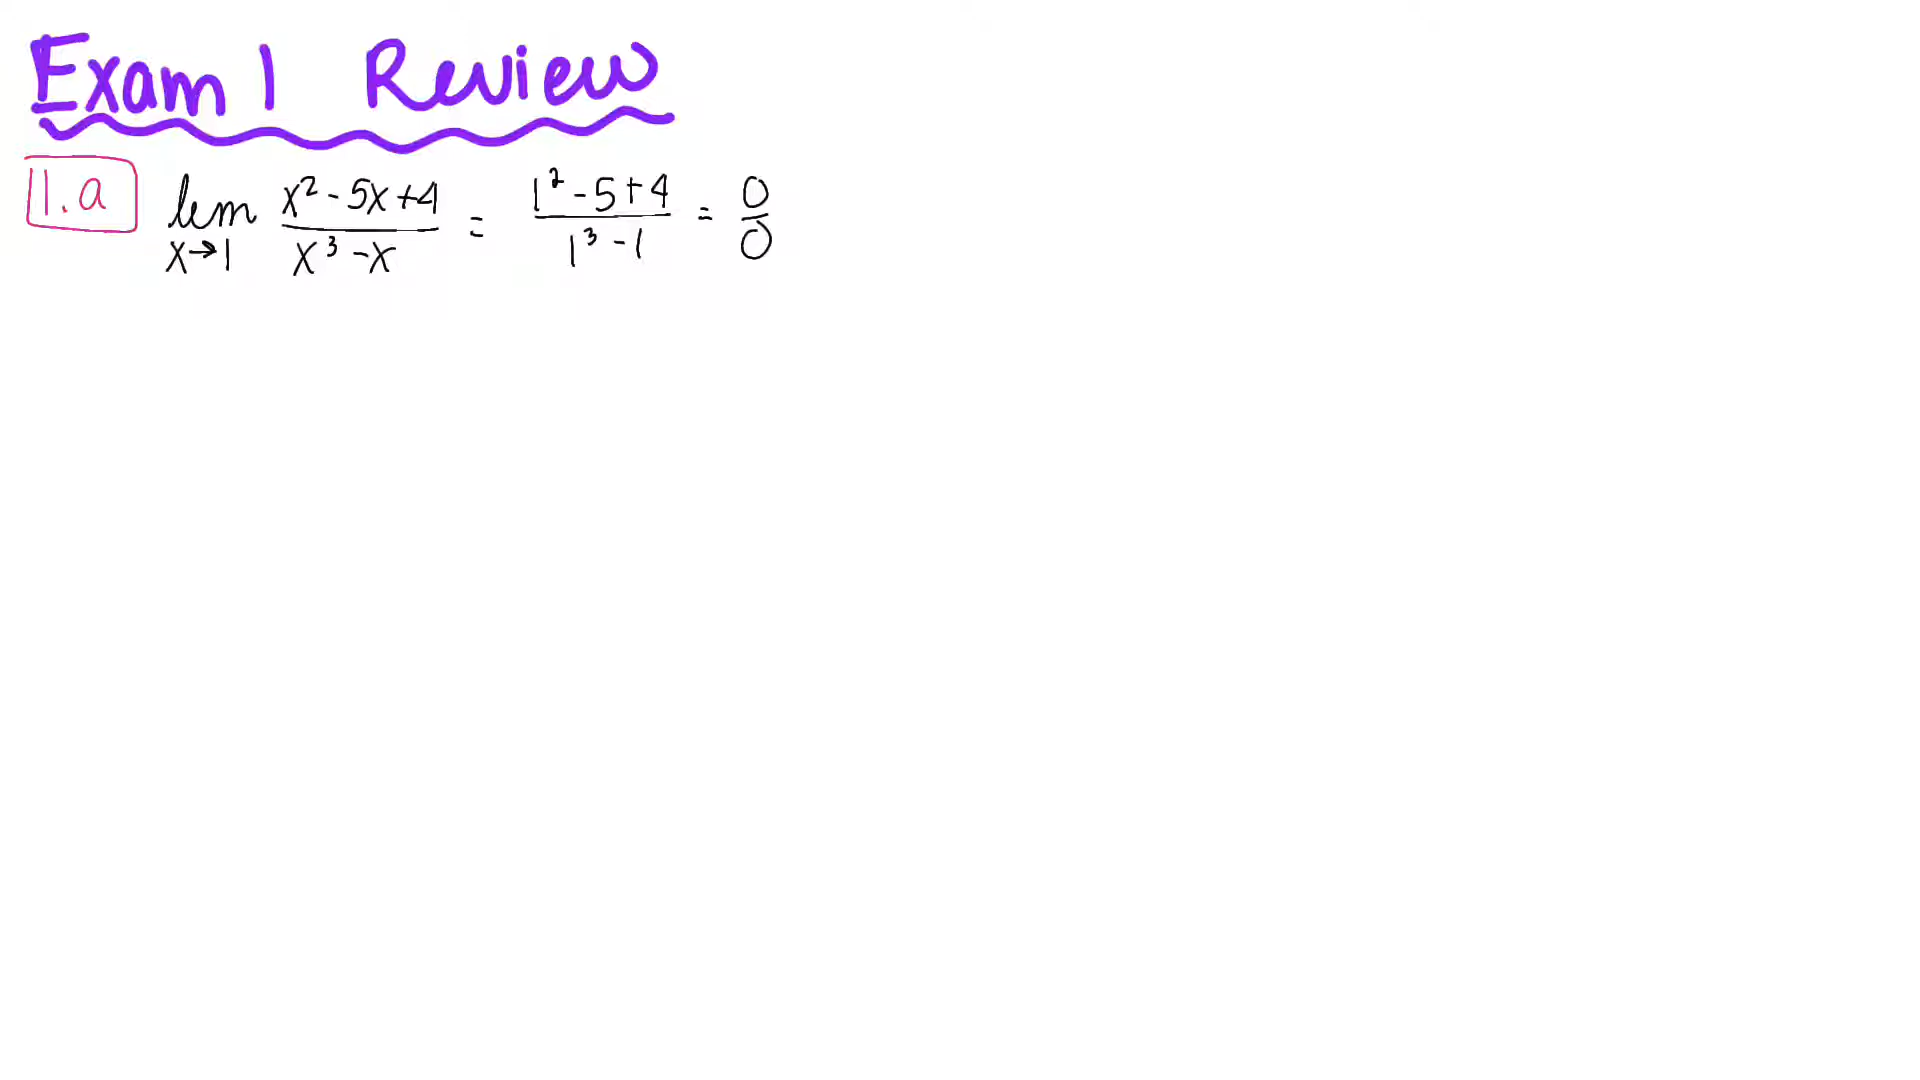 Exam 1 Review
1.a lim x→1 (x² - 5x + 4)/(x³ - x) = (1² - 5 + 4)/(1³ - 1) = 0/0